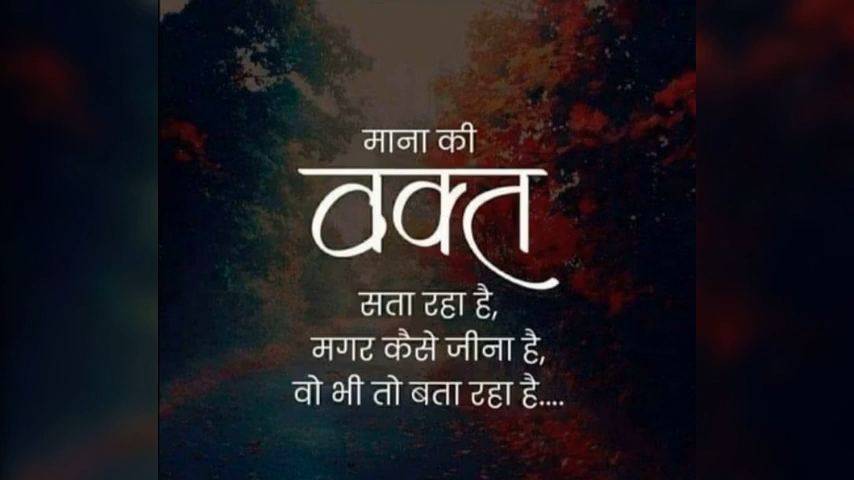 माना की
वक्त
सता रहा है,
मगर कैसे जीना है,
वो भी तो बता रहा है....